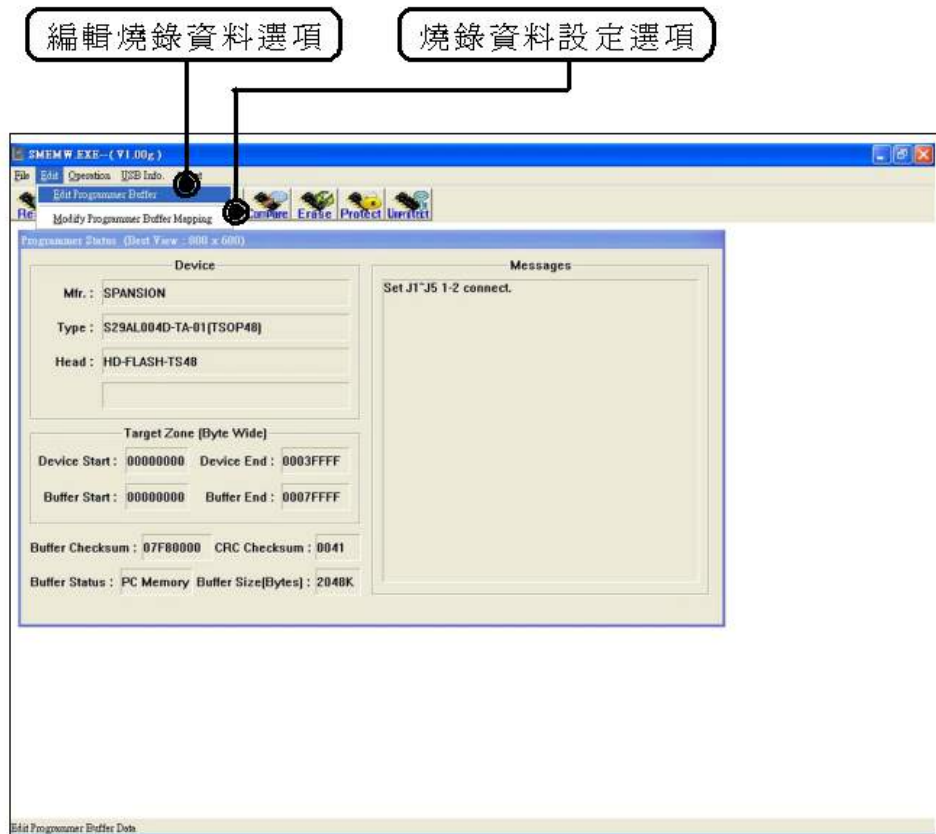 編輯燒錄資料選項
燒錄資料設定選項
SMEMW.EXE--( V1.00g )
File Edit Operation USB Info.
Edit Programmer Buffer
Modify Programmer Buffer Mapping
Re Compare Erase Protect Unprotect
Programmer Status (Best View : 800 x 600)
Device
Mfr. : SPANSION
Type : S29AL004D-TA-01(TSOP48)
Head : HD-FLASH-TS48
Target Zone (Byte Wide)
Device Start : 00000000 Device End : 0003FFFF
Buffer Start : 00000000 Buffer End : 0007FFFF
Buffer Checksum : 07F80000 CRC Checksum : 0041
Buffer Status : PC Memory Buffer Size(Bytes) : 2048K
Messages
Set J1~J5 1-2 connect.
Edit Programmer Buffer Data